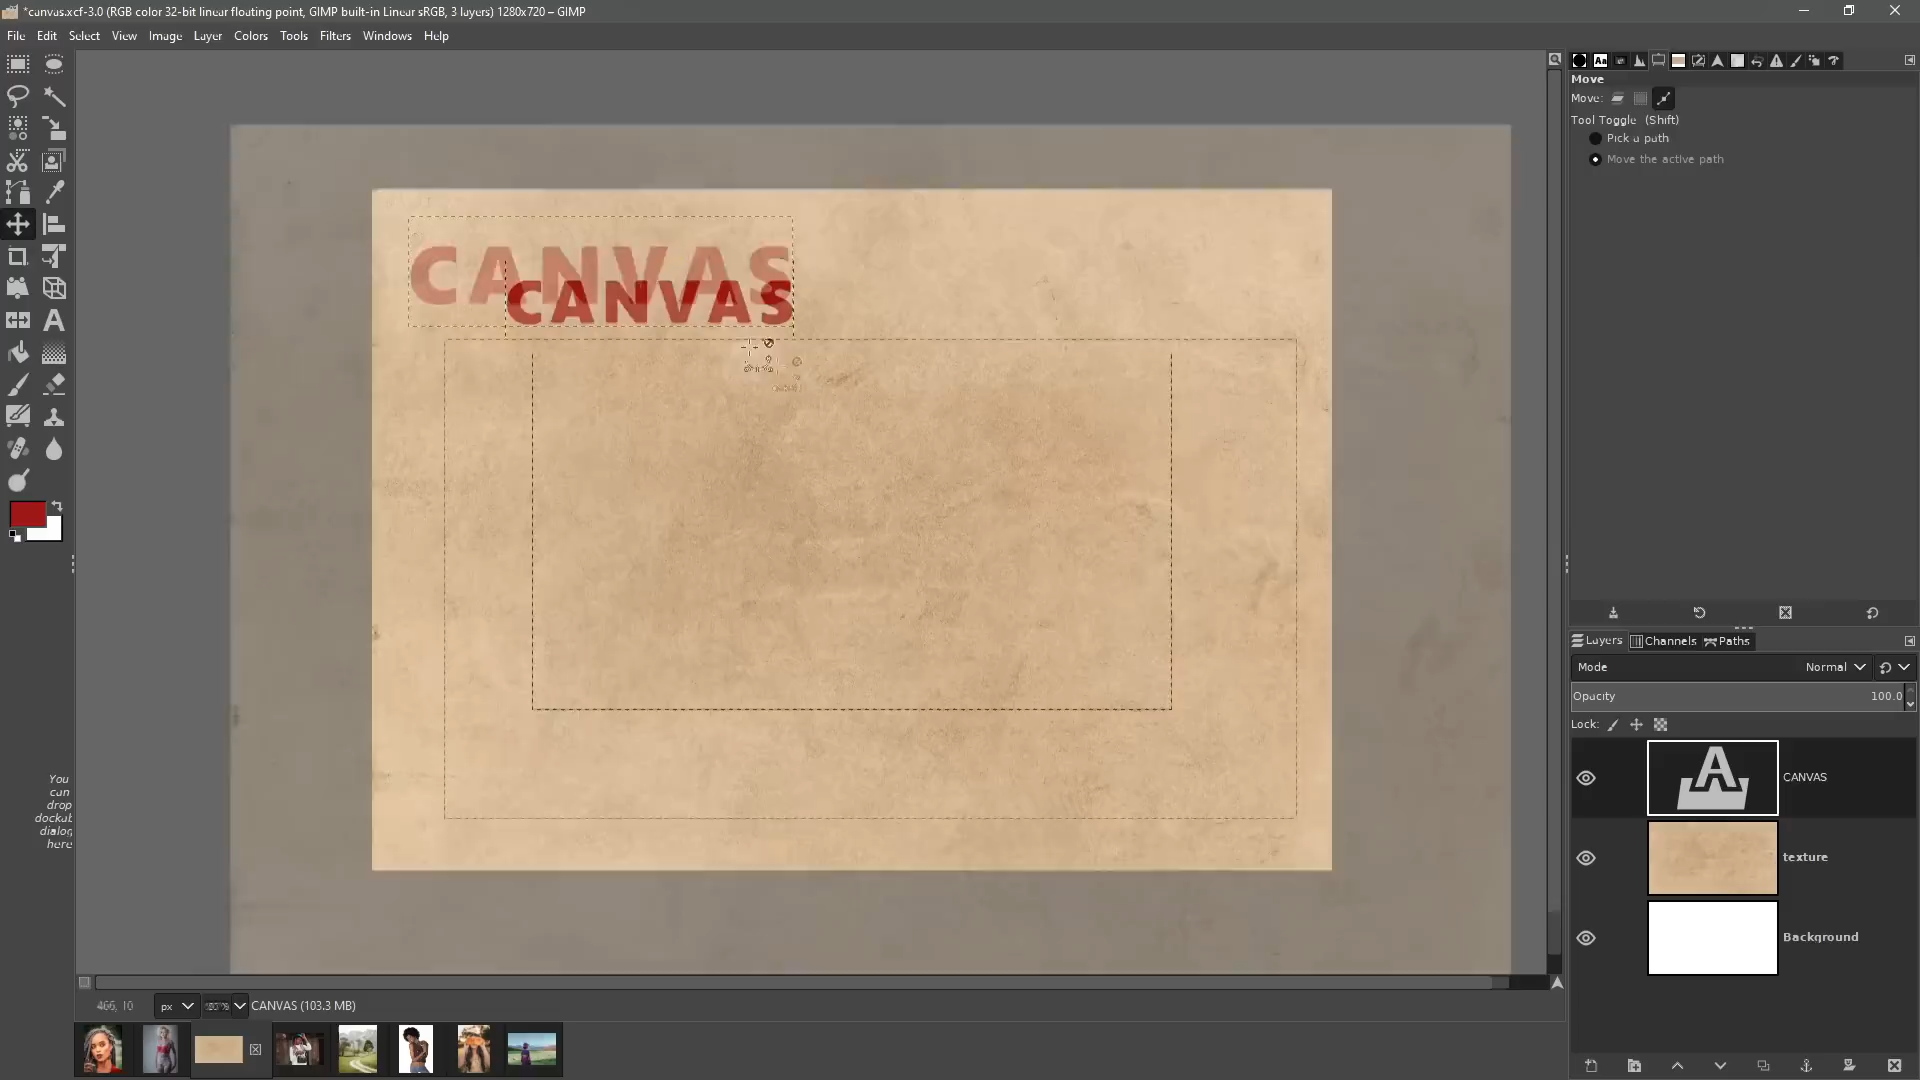 *canvas.xcf-3.0 (RGB color 32-bit linear floating point, GIMP built-in Linear sRGB, 3 layers) 1280x720 – GIMP
File Edit Select View Image Layer Colors Tools Filters Windows Help
Move
Move:
Tool Toggle (Shift)
Pick a path
Move the active path
CANVAS
CANVAS
Layers Channels Paths
Mode Normal
Opacity 100.0
Lock:
CANVAS
texture
Background
You
can
drop
dockab
dialog
here
px CANVAS (103.3 MB)